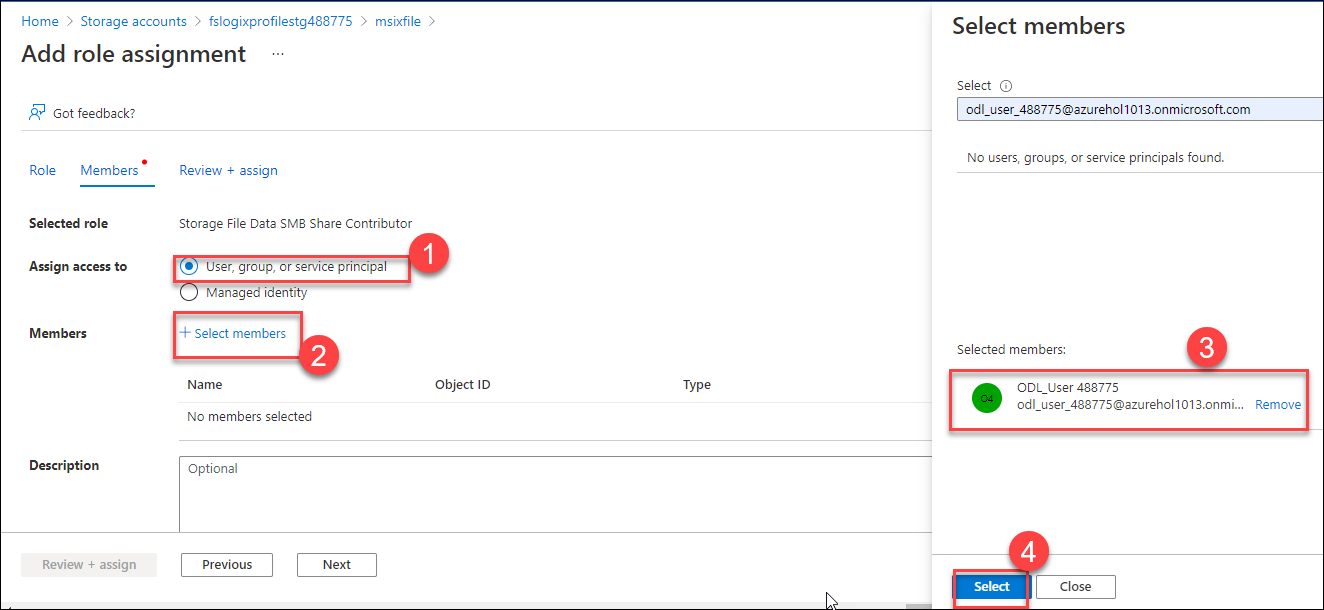 Home > Storage accounts > fslogixprofilestg488775 > msixfile >
Add role assignment ...
Got feedback?
Role Members Review + assign
Selected role Storage File Data SMB Share Contributor
Assign access to User, group, or service principal 1
Managed identity
Members + Select members 2
Name Object ID Type
No members selected
Description Optional
Review + assign Previous Next
Select members
Select
odl_user_488775@azurehol1013.onmicrosoft.com
No users, groups, or service principals found.
Selected members: 3
O4 ODL_User 488775
odl_user_488775@azurehol1013.onmi... Remove
4
Select Close